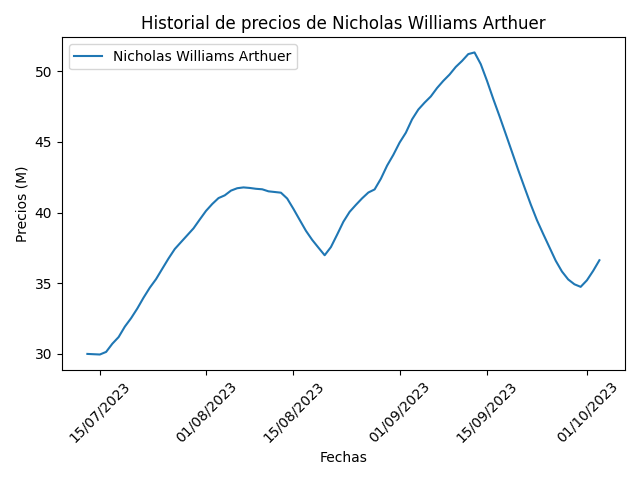 Historial de precios de Nicholas Williams Arthuer
Nicholas Williams Arthuer
Precios (M)
50
45
40
35
30
15/07/2023
01/08/2023
15/08/2023
01/09/2023
15/09/2023
01/10/2023
Fechas